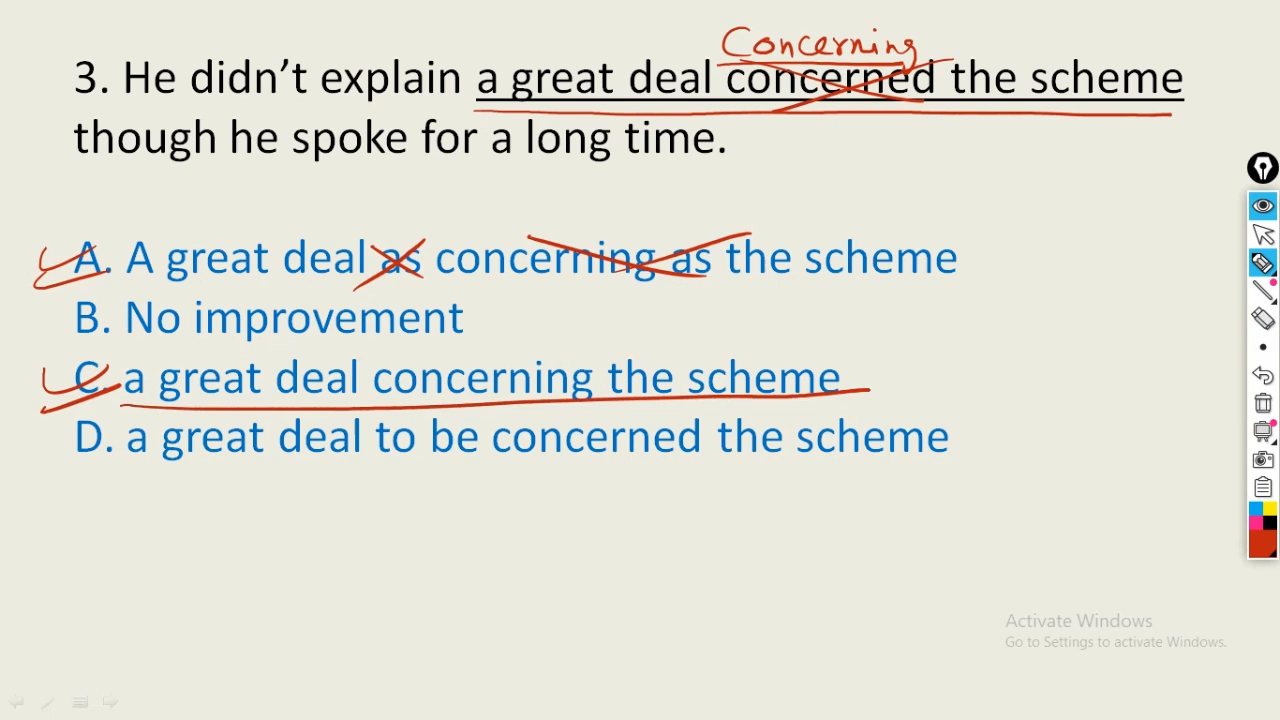 Concerning
3. He didn’t explain a great deal concerned the scheme
though he spoke for a long time.
A. A great deal as concerning as the scheme
B. No improvement
C. a great deal concerning the scheme
D. a great deal to be concerned the scheme
Activate Windows
Go to Settings to activate Windows.